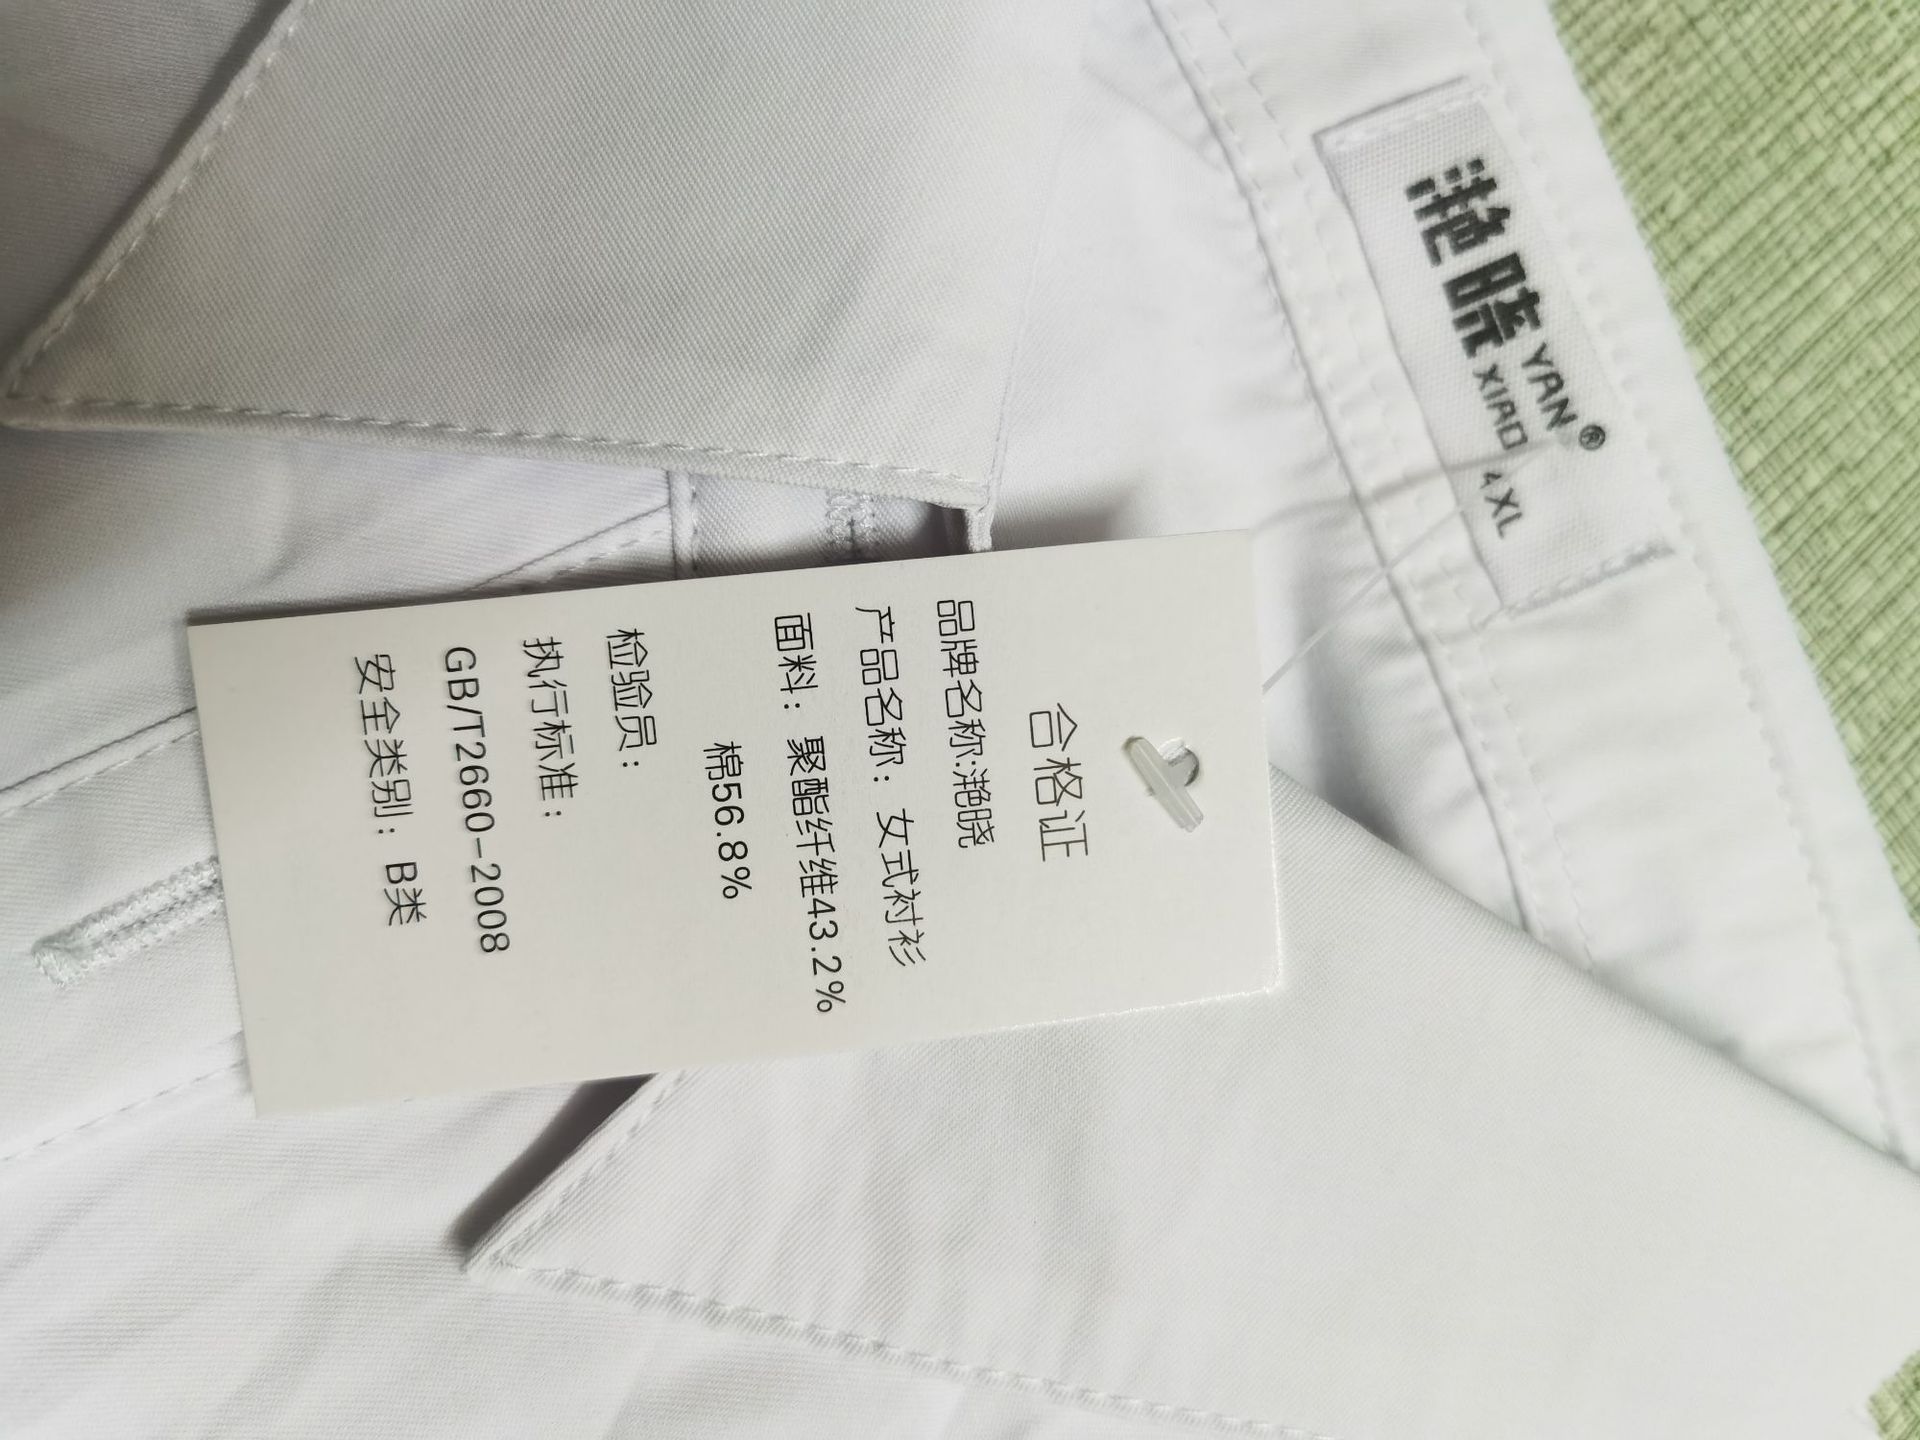 滟晓
YAN
XIAO
®
4XL
合格证
品牌名称:滟晓
产品名称：女式衬衫
面料：聚酯纤维43.2%
棉56.8%
检验员：
执行标准：
GB/T2660-2008
安全类别：B类